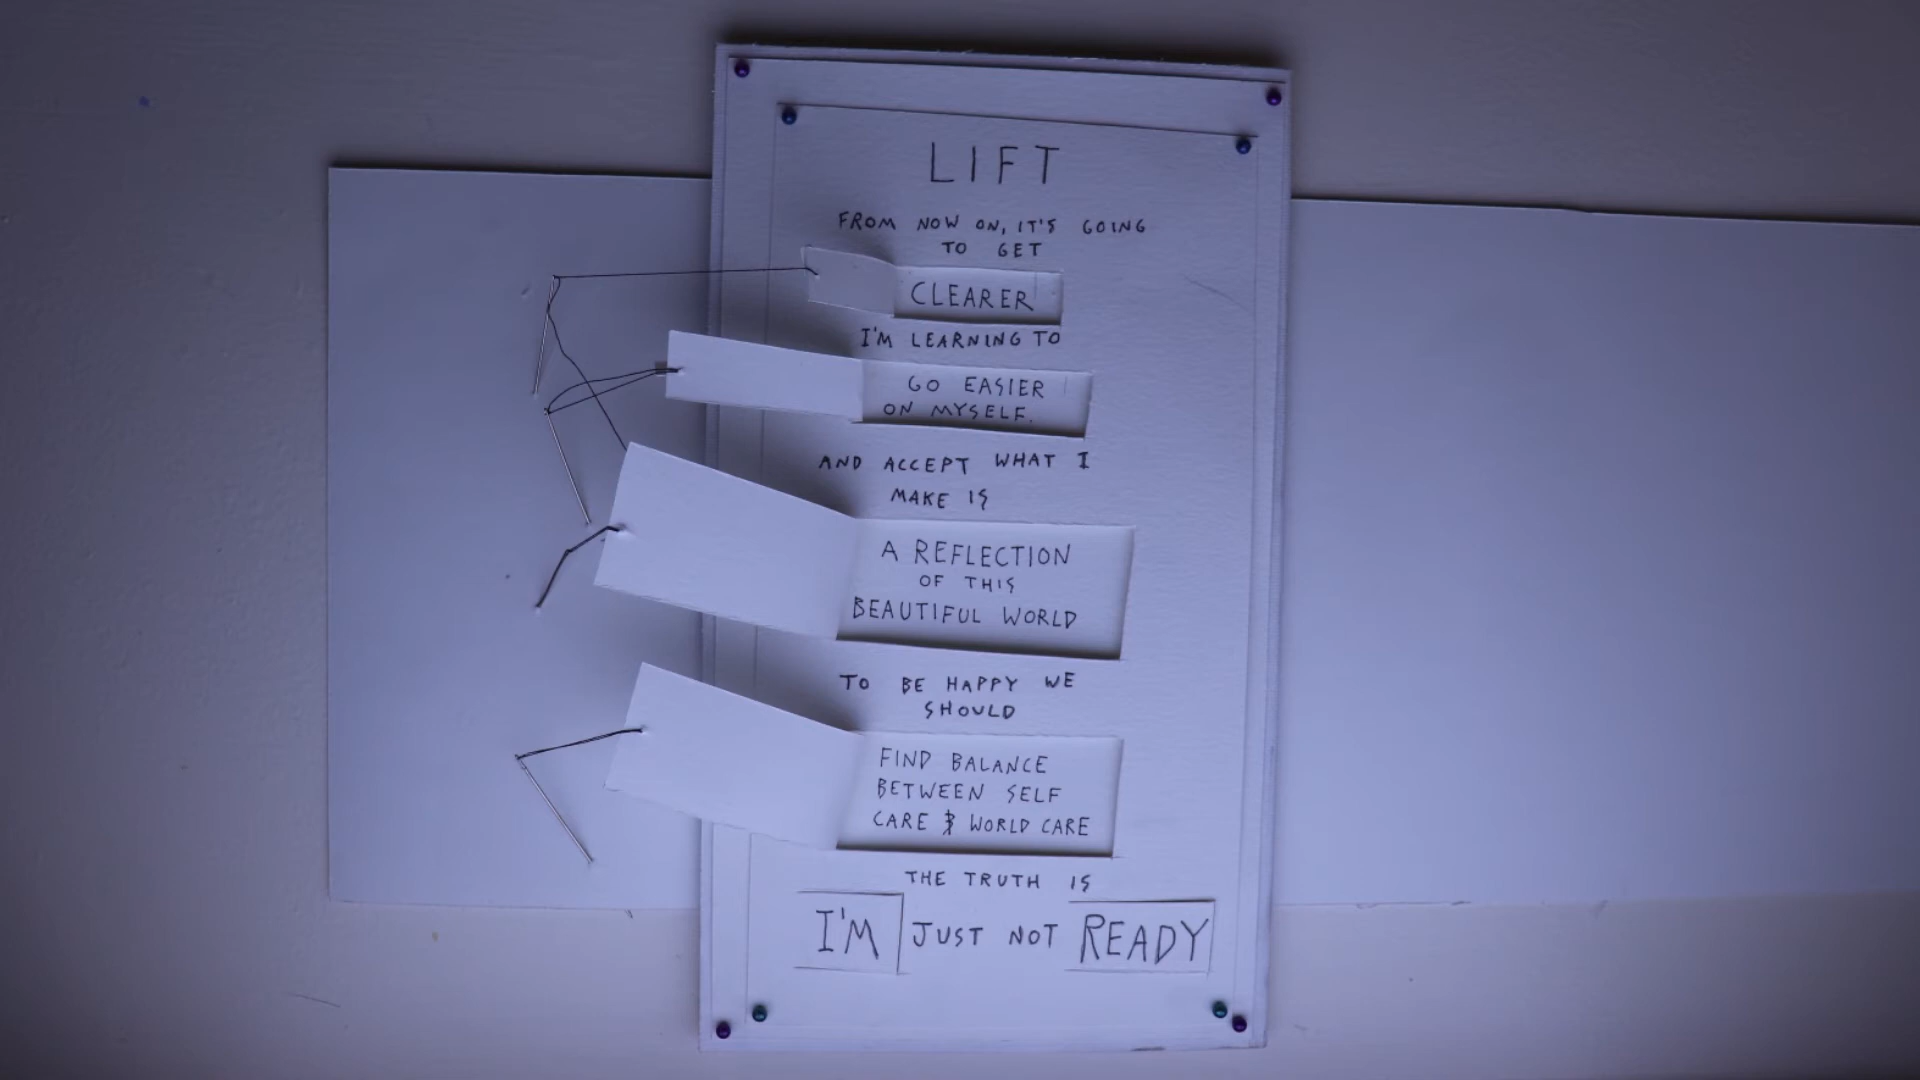 LIFT
FROM NOW ON, IT'S GOING
TO GET
CLEARER
I'M LEARNING TO
GO EASIER
ON MYSELF.
AND ACCEPT WHAT I
MAKE IS
A REFLECTION
OF THIS
BEAUTIFUL WORLD
TO BE HAPPY WE
SHOULD
FIND BALANCE
BETWEEN SELF
CARE & WORLD CARE
THE TRUTH IS
I'M JUST NOT READY